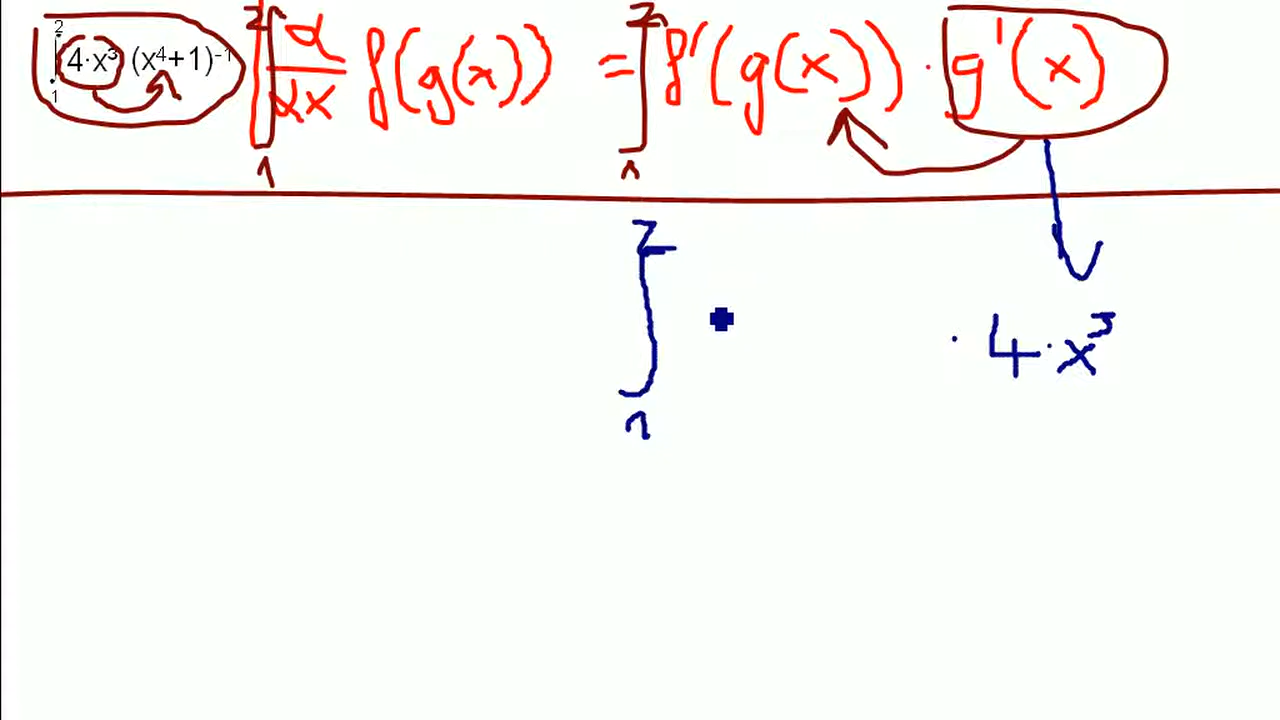 ∫₁² 4·x³ (x⁴+1)⁻¹ ∫₁² d/dx f(g(x)) = ∫₁² f'(g(x)) · g'(x)
∫₁² · 4·x³